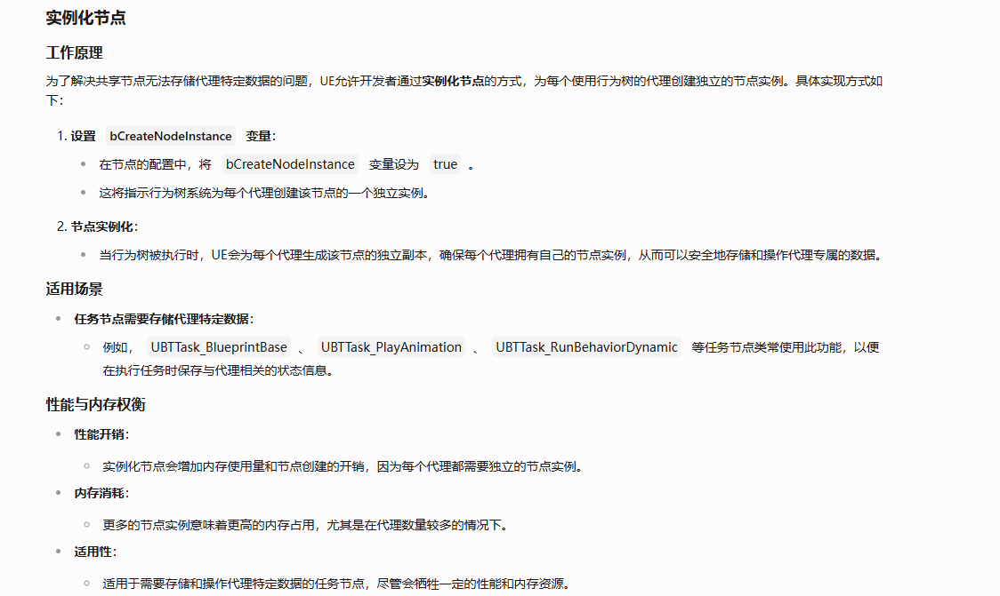 实例化节点
工作原理
为了解决共享节点无法存储代理特定数据的问题，UE允许开发者通过实例化节点的方式，为每个使用行为树的代理创建独立的节点实例。具体实现方式如
下：
1. 设置 bCreateNodeInstance 变量：
在节点的配置中，将 bCreateNodeInstance 变量设为 true 。
这将指示行为树系统为每个代理创建该节点的一个独立实例。
2. 节点实例化：
当行为树被执行时，UE会为每个代理生成该节点的独立副本，确保每个代理拥有自己的节点实例，从而可以安全地存储和操作代理专属的数据。
适用场景
任务节点需要存储代理特定数据：
例如， UBTTask_BlueprintBase 、 UBTTask_PlayAnimation 、 UBTTask_RunBehaviorDynamic 等任务节点类常使用此功能，以便
在执行任务时保存与代理相关的状态信息。
性能与内存权衡
性能开销：
实例化节点会增加内存使用量和节点创建的开销，因为每个代理都需要独立的节点实例。
内存消耗：
更多的节点实例意味着更高的内存占用，尤其是在代理数量较多的情况下。
适用性：
适用于需要存储和操作代理特定数据的任务节点，尽管会牺牲一定的性能和内存资源。